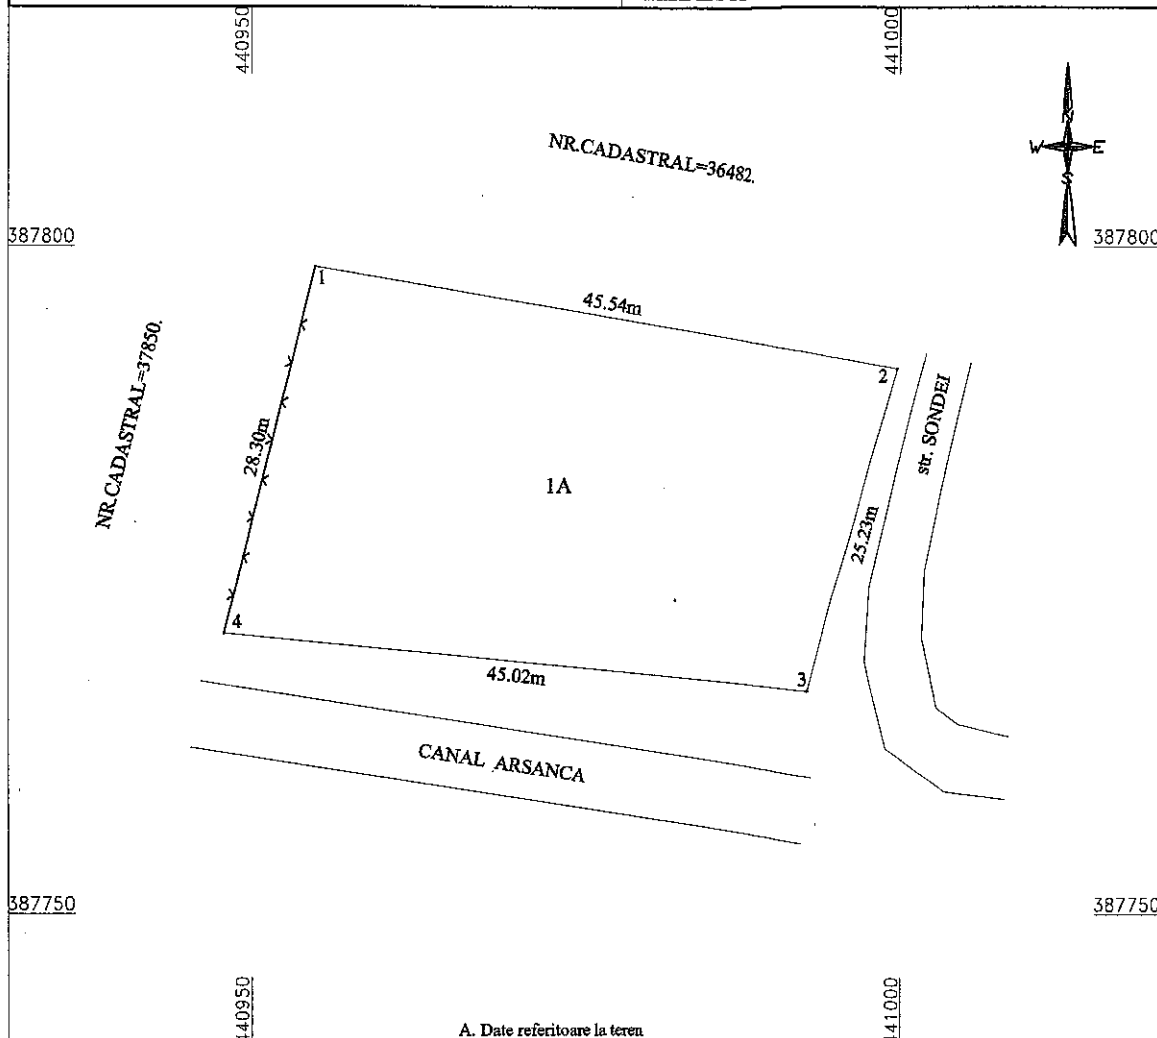 440950
441000
N
W E
S
NR.CADASTRAL=36482.
387800
387800
1
45.54m
2
NR.CADASTRAL=37850.
28.30m
str. SONDEI
1A
25.23m
4
45.02m
3
CANAL ARSANCA
387750
387750
440950
441000
A. Date referitoare la teren